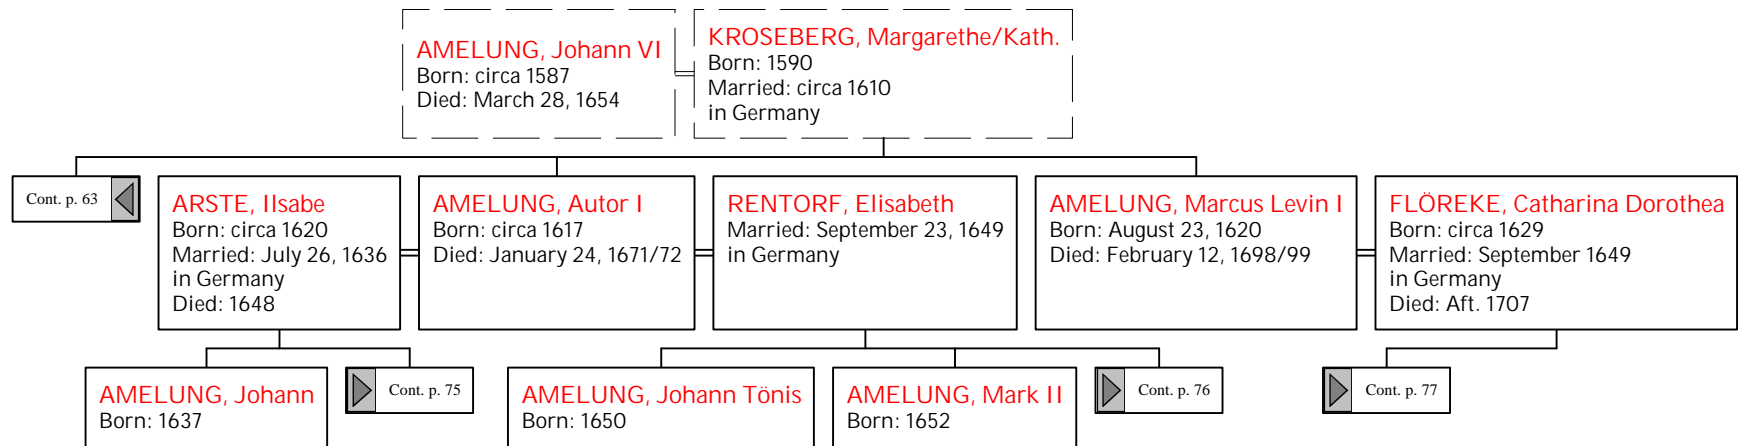 AMELUNG, Johann VI
Born: circa 1587
Died: March 28, 1654
KROSEBERG, Margarethe/Kath.
Born: 1590
Married: circa 1610
in Germany
Cont. p. 63
ARSTE, Ilsabe
Born: circa 1620
Married: July 26, 1636
in Germany
Died: 1648
AMELUNG, Autor I
Born: circa 1617
Died: January 24, 1671/72
RENTORF, Elisabeth
Married: September 23, 1649
in Germany
AMELUNG, Marcus Levin I
Born: August 23, 1620
Died: February 12, 1698/99
FLÖREKE, Catharina Dorothea
Born: circa 1629
Married: September 1649
in Germany
Died: Aft. 1707
AMELUNG, Johann
Born: 1637
Cont. p. 75
AMELUNG, Johann Tönis
Born: 1650
AMELUNG, Mark II
Born: 1652
Cont. p. 76
Cont. p. 77